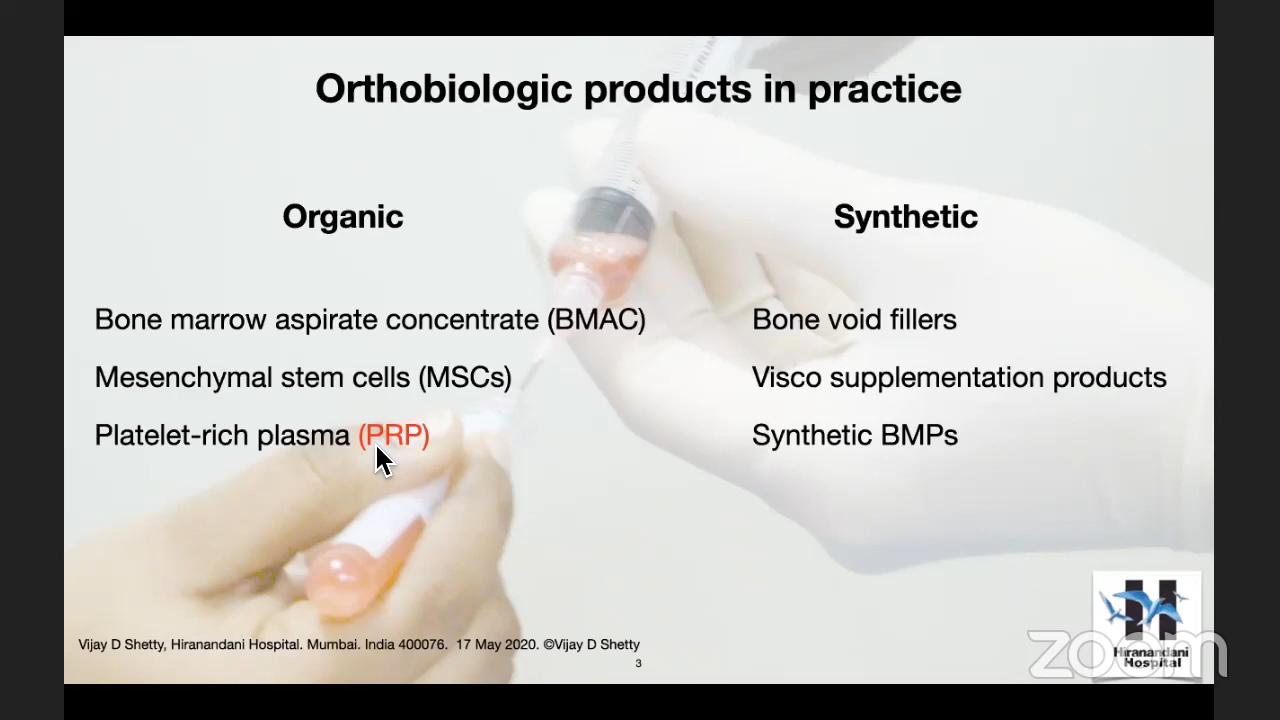 Orthobiologic products in practice
Organic
Synthetic
Bone marrow aspirate concentrate (BMAC)
Bone void fillers
Mesenchymal stem cells (MSCs)
Visco supplementation products
Platelet-rich plasma (PRP)
Synthetic BMPs
Vijay D Shetty, Hiranandani Hospital. Mumbai. India 400076. 17 May 2020. ©Vijay D Shetty
3
H
Hiranandani
Hospital
zoom